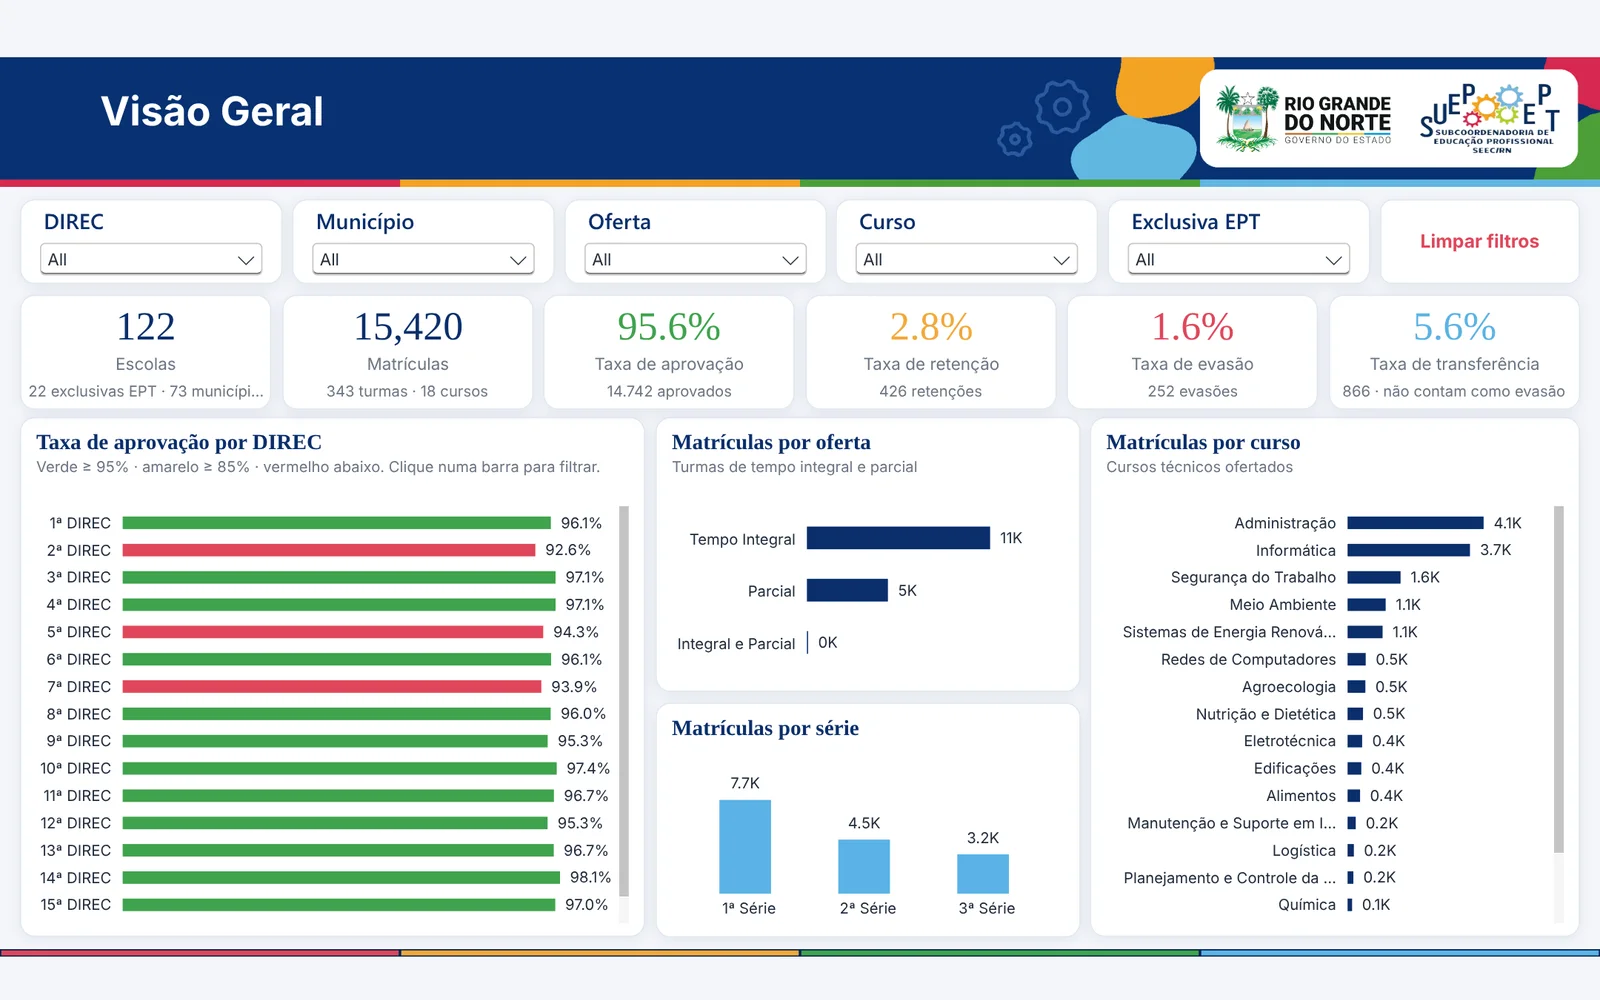 Visão Geral
RIO GRANDE
DO NORTE
GOVERNO DO ESTADO
SUEP EPT
SUBCOORDENADORIA DE
EDUCAÇÃO PROFISSIONAL
SEEC/RN
DIREC
All
Município
All
Oferta
All
Curso
All
Exclusiva EPT
All
Limpar filtros
122
Escolas
22 exclusivas EPT · 73 municípi...
15,420
Matrículas
343 turmas · 18 cursos
95.6%
Taxa de aprovação
14.742 aprovados
2.8%
Taxa de retenção
426 retenções
1.6%
Taxa de evasão
252 evasões
5.6%
Taxa de transferência
866 · não contam como evasão
Taxa de aprovação por DIREC
Verde ≥ 95% · amarelo ≥ 85% · vermelho abaixo. Clique numa barra para filtrar.
1ª DIREC 96.1%
2ª DIREC 92.6%
3ª DIREC 97.1%
4ª DIREC 97.1%
5ª DIREC 94.3%
6ª DIREC 96.1%
7ª DIREC 93.9%
8ª DIREC 96.0%
9ª DIREC 95.3%
10ª DIREC 97.4%
11ª DIREC 96.7%
12ª DIREC 95.3%
13ª DIREC 96.7%
14ª DIREC 98.1%
15ª DIREC 97.0%
Matrículas por oferta
Turmas de tempo integral e parcial
Tempo Integral 11K
Parcial 5K
Integral e Parcial 0K
Matrículas por série
7.7K
4.5K
3.2K
1ª Série
2ª Série
3ª Série
Matrículas por curso
Cursos técnicos ofertados
Administração 4.1K
Informática 3.7K
Segurança do Trabalho 1.6K
Meio Ambiente 1.1K
Sistemas de Energia Renová... 1.1K
Redes de Computadores 0.5K
Agroecologia 0.5K
Nutrição e Dietética 0.5K
Eletrotécnica 0.4K
Edificações 0.4K
Alimentos 0.4K
Manutenção e Suporte em I... 0.2K
Logística 0.2K
Planejamento e Controle da ... 0.2K
Química 0.1K